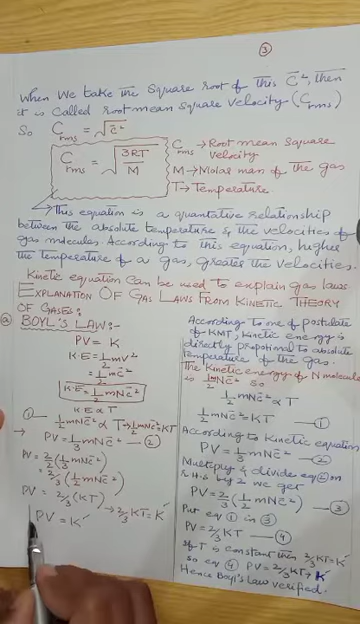 3
When We take the Square root of this C̄², then
it is called root mean square velocity (Crms)
So Crms = √C̄²
Crms = √3RT/M
Crms → Root mean square
velocity
M → Molar man of the gas
T → Temperature
This equation is a quantative relationship
between the absolute temperature & the velocities of
gas molecules. According to this equation, higher
the temperature of a gas, greater the velocities.
Kinetic equation can be used to explain gas laws
EXPLANATION OF GAS LAWS FROM KINETIC THEORY
OF GASES:
a BOYL'S LAW:-
PV = K
K·E = 1/2 mv²
= 1/2 mc̄²
K·E = 1/2 mNc̄²
K·E ∝ T
① — 1/2 mNc̄² ∝ T → 1/2 mNc̄² = KT
→ PV = 1/3 mNc̄² — ②
PV = 2/2 (1/3 mNc̄²)
= 2/3 (1/2 mNc̄²)
PV = 2/3 (KT)
→ 2/3 KT = K′
PV = K′
According to one of postulate
of KMT, Kinetic energy is
directly propotional to absolute
temperature of the gas.
The Kinetic energy of N molecules
is 1/2 mNc̄² so
1/2 mNc̄² ∝ T
1/2 mNc̄² = KT — ①
According to Kinetic equation
PV = 1/3 mNc̄² — ②
Multiply & divide eq ② on
R.H.S by 2 we get
PV = 2/3 (1/2 mNc̄²) — ③
Put eq ① in ③
PV = 2/3 KT — ④
If T is constant then 2/3 KT = K′
so eq ④ PV = 2/3 KT → K′
Hence Boyl's Law verified.